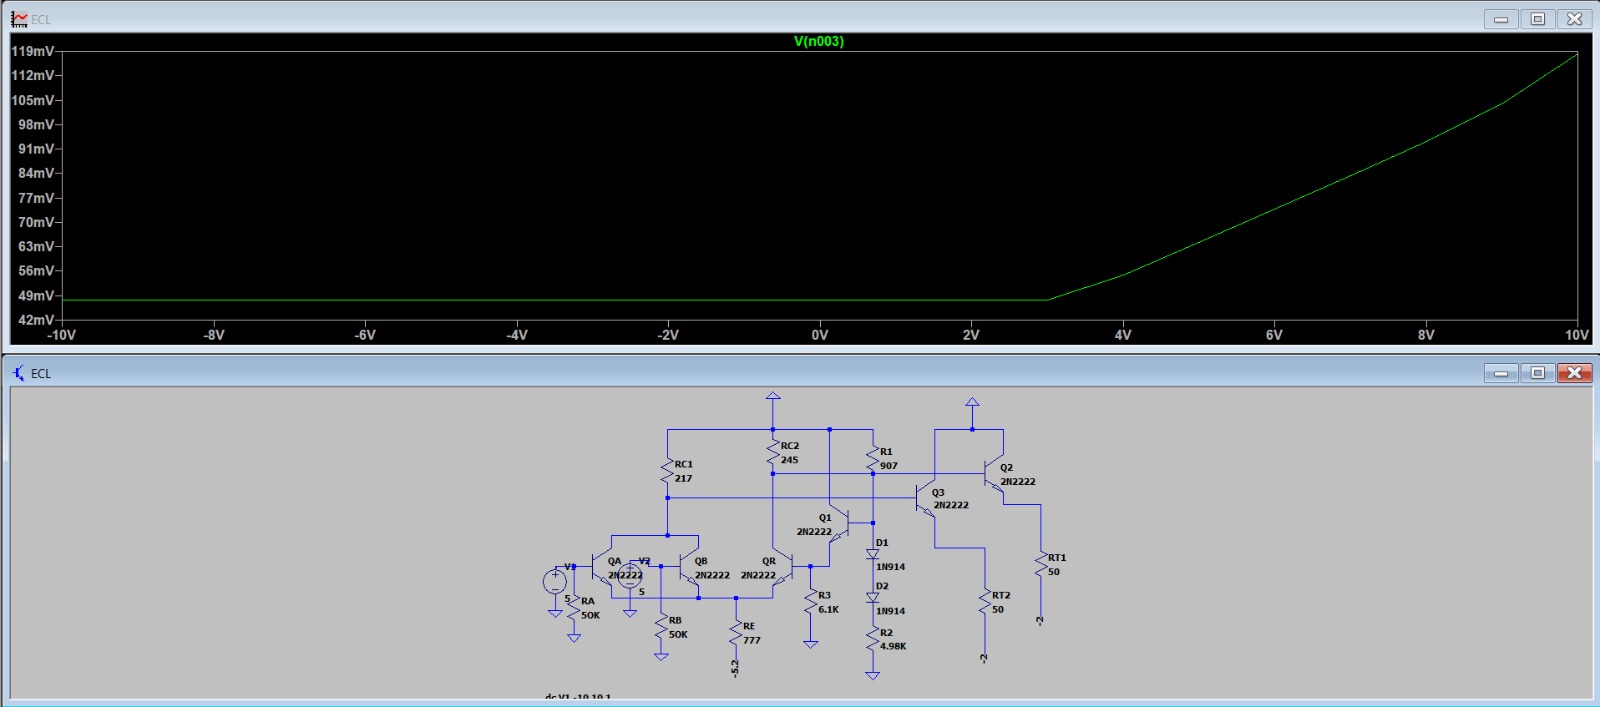 ECL
V(n003)
119mV
112mV
105mV
98mV
91mV
84mV
77mV
70mV
63mV
56mV
49mV
42mV
-10V -8V -6V -4V -2V 0V 2V 4V 6V 8V 10V
ECL
RC1
217
RC2
245
R1
907
Q2
2N2222
Q3
2N2222
Q1
2N2222
V1
5
QA
2N2222
V2
5
QB
2N2222
QR
2N2222
D1
1N914
D2
1N914
RA
50K
RB
50K
RE
777
-5.2
R3
6.1K
R2
4.98K
RT1
50
-2
RT2
50
-2
dc V1 -10 10 1